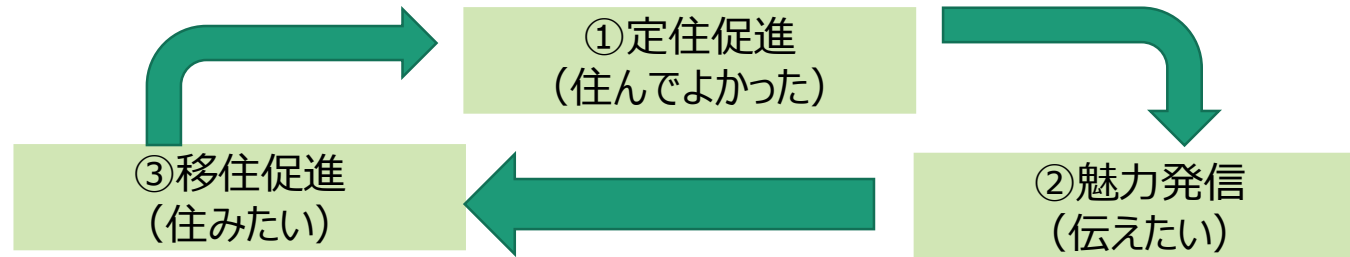 ①定住促進
（住んでよかった）
②魅力発信
（伝えたい）
③移住促進
（住みたい）